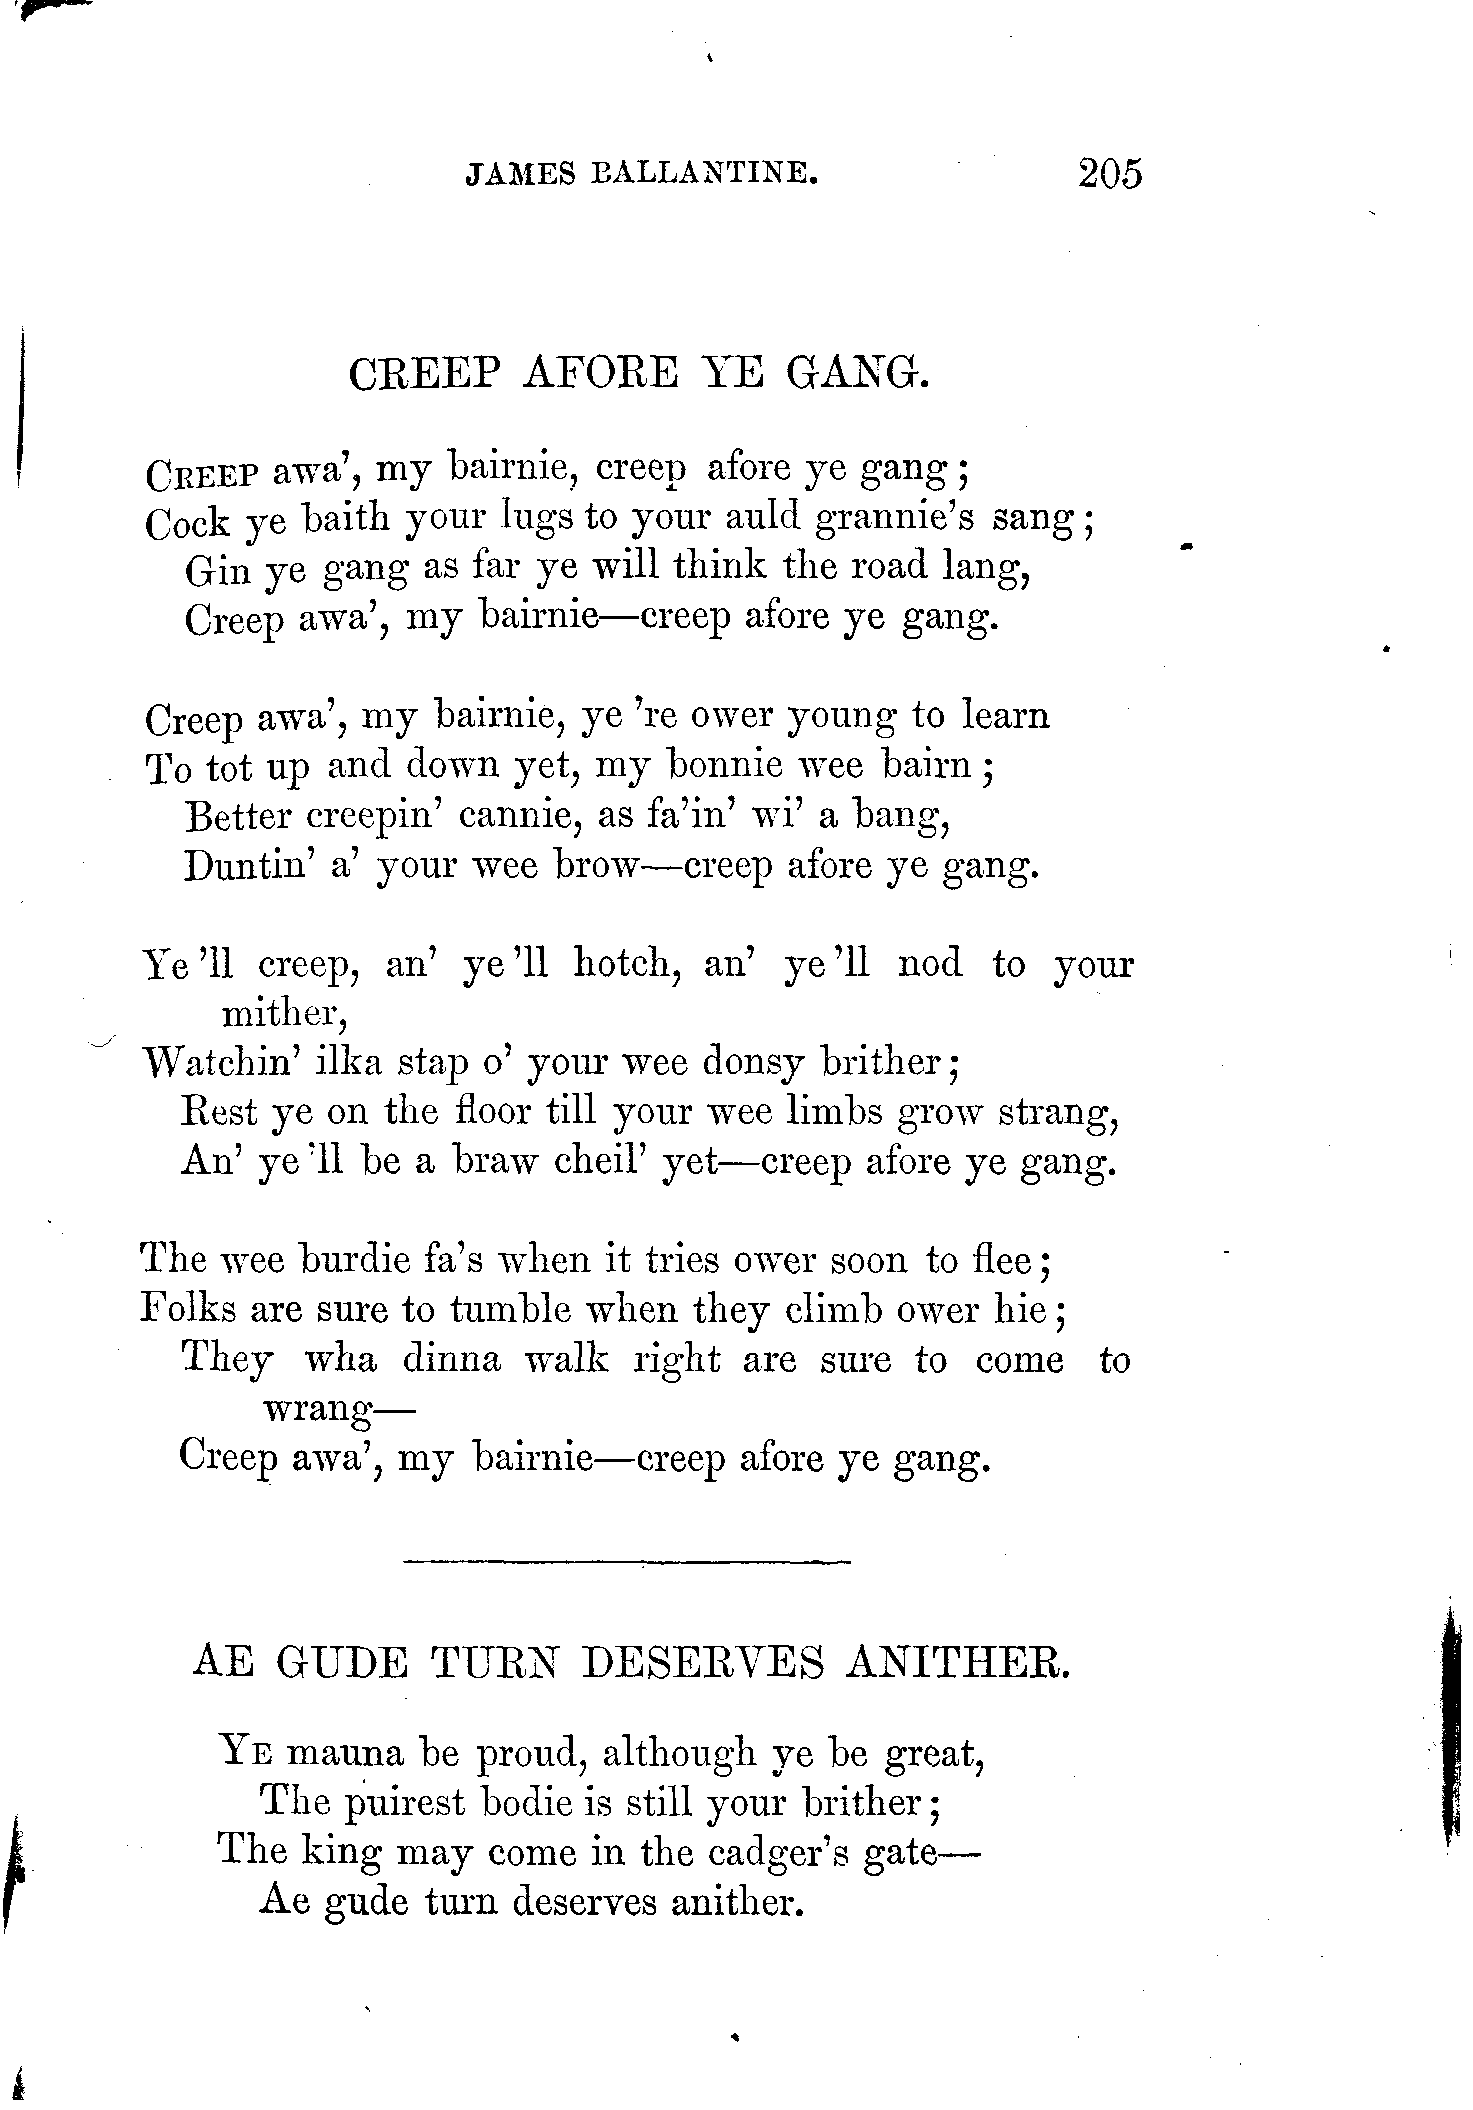 JAMES BALLANTINE. 205
CREEP AFORE YE GANG.
CREEP awa', my bairnie, creep afore ye gang;
Cock ye baith your lugs to your auld grannie's sang;
Gin ye gang as far ye will think the road lang,
Creep awa', my bairnie—creep afore ye gang.
Creep awa', my bairnie, ye 're ower young to learn
To tot up and down yet, my bonnie wee bairn;
Better creepin' cannie, as fa'in' wi' a bang,
Duntin' a' your wee brow—creep afore ye gang.
Ye 'll creep, an' ye 'll hotch, an' ye 'll nod to your
mither,
Watchin' ilka stap o' your wee donsy brither;
Rest ye on the floor till your wee limbs grow strang,
An' ye 'll be a braw cheil' yet—creep afore ye gang.
The wee burdie fa's when it tries ower soon to flee;
Folks are sure to tumble when they climb ower hie;
They wha dinna walk right are sure to come to
wrang—
Creep awa', my bairnie—creep afore ye gang.
AE GUDE TURN DESERVES ANITHER.
YE mauna be proud, although ye be great,
The puirest bodie is still your brither;
The king may come in the cadger's gate—
Ae gude turn deserves anither.